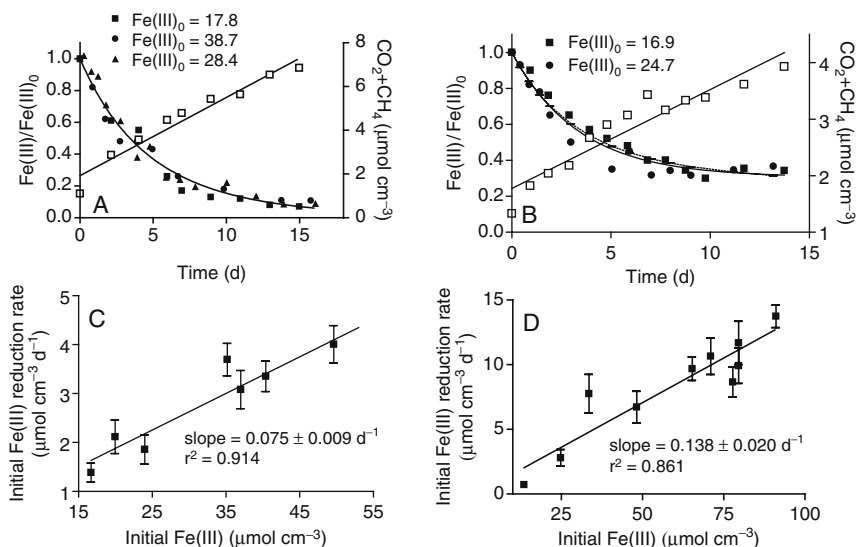 Fe(III)₀ = 17.8
Fe(III)₀ = 38.7
Fe(III)₀ = 28.4
Fe(III)/Fe(III)₀
1.0
0.8
0.6
0.4
0.2
0.0
A
8
7
6
5
4
3
2
1
0
CO₂+CH₄ (μmol cm⁻³)
0 5 10 15
Time (d)
Fe(III)₀ = 16.9
Fe(III)₀ = 24.7
Fe(III)/Fe(III)₀
1.0
0.8
0.6
0.4
0.2
0.0
B
4
3
2
1
CO₂+CH₄ (μmol cm⁻³)
0 5 10 15
Time (d)
C
Initial Fe(III) reduction rate
(μmol cm⁻³ d⁻¹)
5
4
3
2
1
slope = 0.075 ± 0.009 d⁻¹
r² = 0.914
15 25 35 45 55
Initial Fe(III) (μmol cm⁻³)
D
Initial Fe(III) reduction rate
(μmol cm⁻³ d⁻¹)
15
10
5
0
slope = 0.138 ± 0.020 d⁻¹
r² = 0.861
25 50 75 100
Initial Fe(III) (μmol cm⁻³)